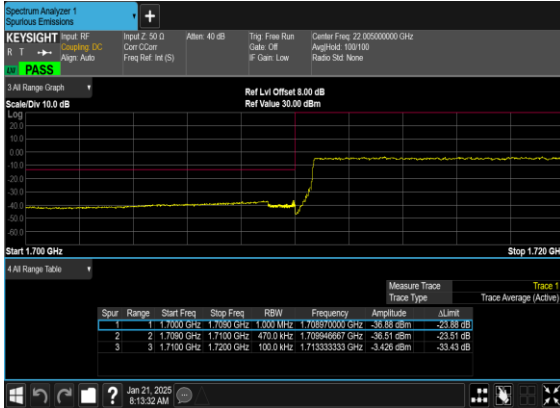 Spectrum Analyzer 1
Spurious Emissions
+
KEYSIGHT Input: RF Input Z: 50 Ω Atten: 40 dB Trig: Free Run Center Freq: 22.005000000 GHz
R T Coupling: DC Corr CCorr Gate: Off Avg|Hold: 100/100
Align: Auto Freq Ref: Int (S) IF Gain: Low Radio Std: None
PASS
3 All Range Graph Ref Lvl Offset 8.00 dB
Scale/Div 10.0 dB Ref Value 30.00 dBm
Log
20.0
10.0
0.00
-10.0
-20.0
-30.0
-40.0
-50.0
-60.0
Start 1.700 GHz Stop 1.720 GH
4 All Range Table
Measure Trace Trace 1
Trace Type Trace Average (Active)
Spur Range Start Freq Stop Freq RBW Frequency Amplitude ΔLimit
1 1 1.7000 GHz 1.7090 GHz 1.000 MHz 1.708970000 GHz -36.88 dBm -23.88 dB
2 2 1.7090 GHz 1.7100 GHz 470.0 kHz 1.709946667 GHz -36.51 dBm -23.51 dB
3 3 1.7100 GHz 1.7200 GHz 100.0 kHz 1.713333333 GHz -3.426 dBm -33.43 dB
? Jan 21, 2025
8:13:32 AM